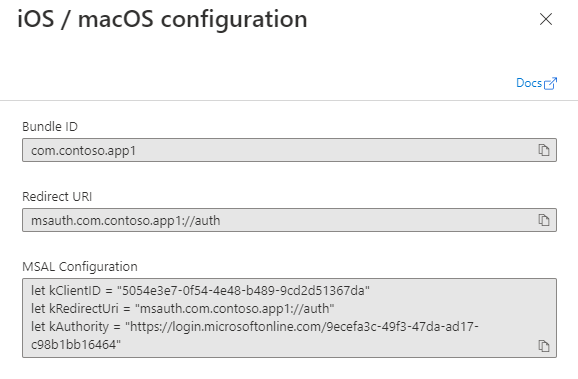 iOS / macOS configuration
Docs
Bundle ID
com.contoso.app1
Redirect URI
msauth.com.contoso.app1://auth
MSAL Configuration
let kClientID = "5054e3e7-0f54-4e48-b489-9cd2d51367da"
let kRedirectUri = "msauth.com.contoso.app1://auth"
let kAuthority = "https://login.microsoftonline.com/9ecefa3c-49f3-47da-ad17-
c98b1bb16464"